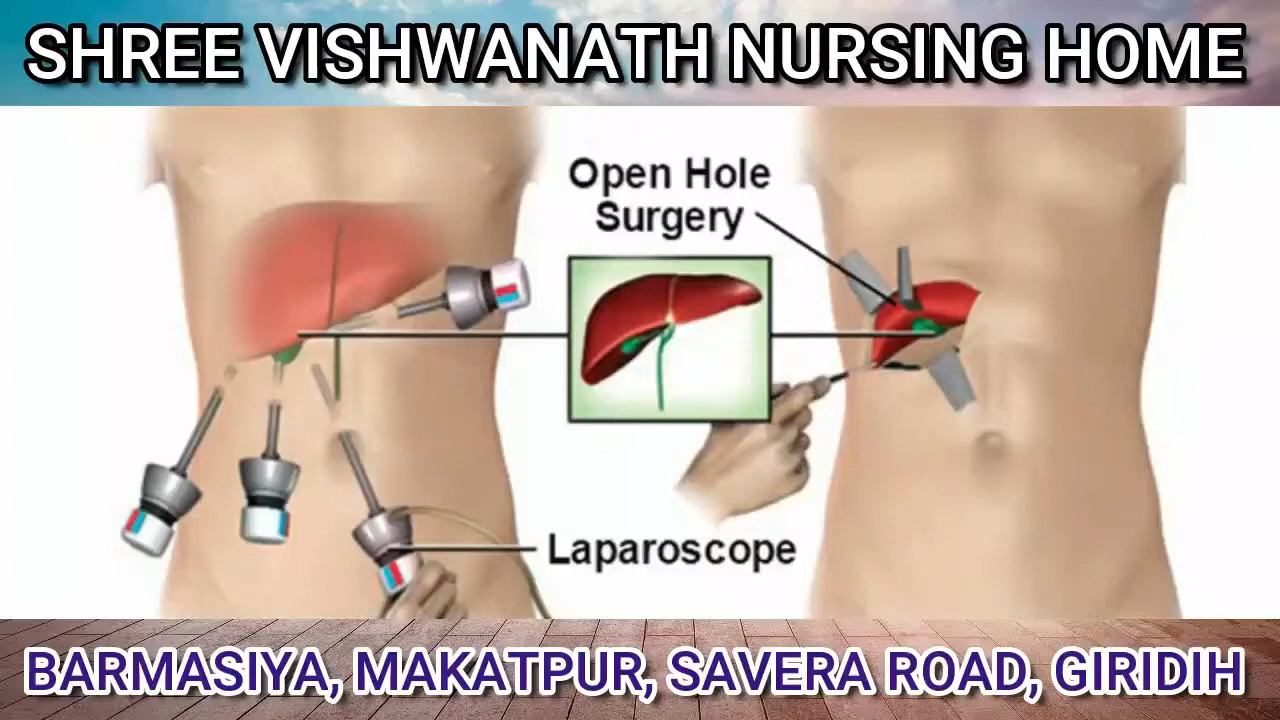 SHREE VISHWANATH NURSING HOME
Open Hole
Surgery
Laparoscope
BARMASIYA, MAKATPUR, SAVERA ROAD, GIRIDIH